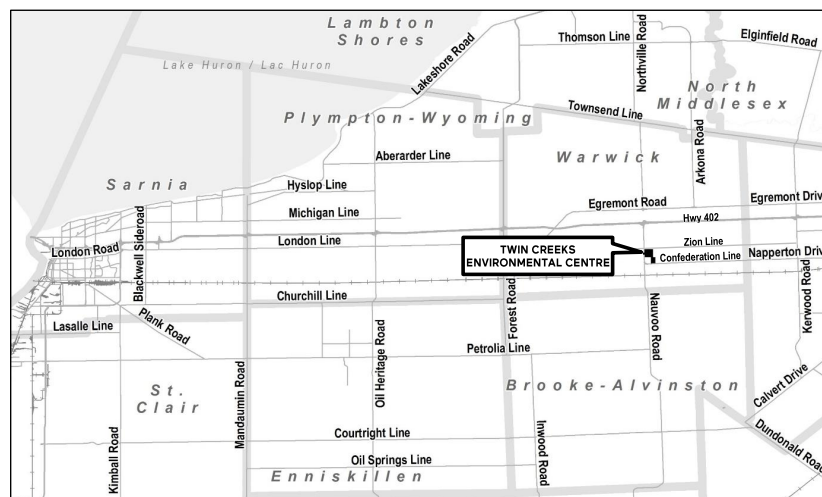 Lambton
Shores
Thomson Line
Northville Road
Elginfield Road
Lakeshore Road
Lake Huron / Lac Huron
North
Middlesex
Townsend Line
Plympton-Wyoming
Arkona Road
Aberarder Line
Warwick
Sarnia
Hyslop Line
Egremont Road
Egremont Drive
Michigan Line
Hwy 402
London Road
Blackwell Sideroad
London Line
TWIN CREEKS
ENVIRONMENTAL CENTRE
Zion Line
Confederation Line
Napperton Drive
Churchill Line
Forest Road
Nauvoo Road
Kerwood Road
Lasalle Line
Plank Road
Oil Heritage Road
Petrolia Line
Mandaumin Road
St.
Clair
Brooke-Alvinston
Calvert Drive
Dundonald Road
Courtright Line
Kimball Road
Inwood Road
Oil Springs Line
Enniskillen